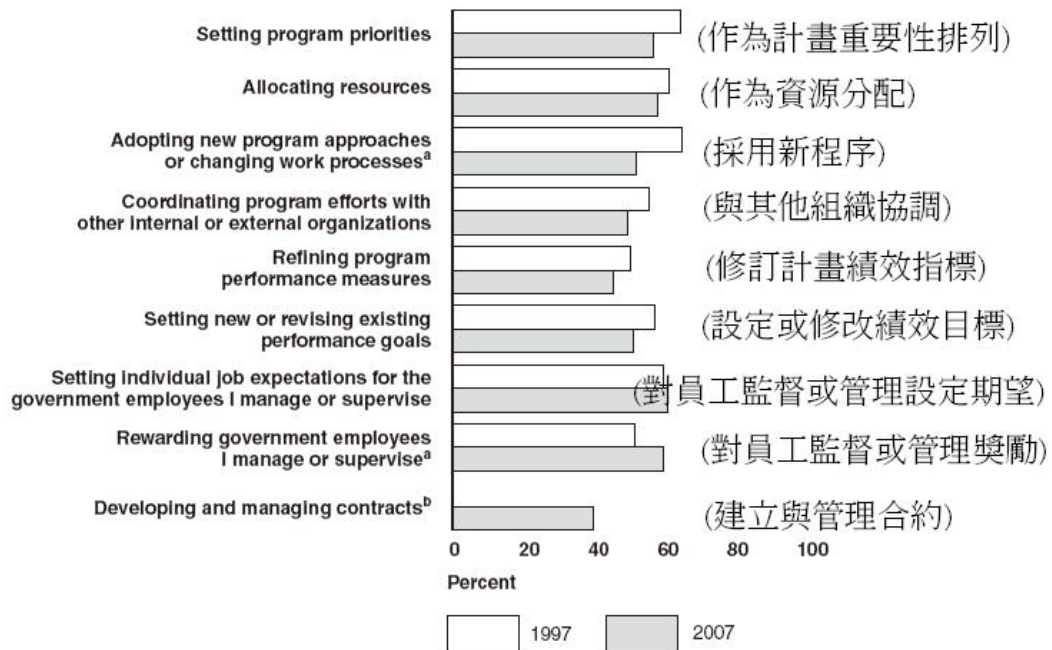 Setting program priorities
(作為計畫重要性排列)
Allocating resources
(作為資源分配)
Adopting new program approaches
or changing work processesª
(採用新程序)
Coordinating program efforts with
other internal or external organizations
(與其他組織協調)
Refining program
performance measures
(修訂計畫績效指標)
Setting new or revising existing
performance goals
(設定或修改績效目標)
Setting individual job expectations for the
government employees I manage or supervise
(對員工監督或管理設定期望)
Rewarding government employees
I manage or superviseª
(對員工監督或管理獎勵)
Developing and managing contractsᵇ
(建立與管理合約)
0 20 40 60 80 100
Percent
1997 2007